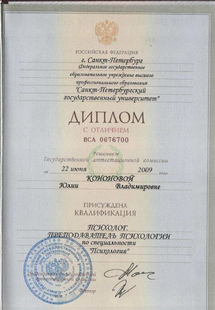 РОССИЙСКАЯ ФЕДЕРАЦИЯ
г. Санкт-Петербург
Федеральное государственное
образовательное учреждение высшего
профессионального образования
"Санкт-Петербургский
государственный университет"
ДИПЛОМ
С ОТЛИЧИЕМ
ВСА 0676700
Решением
Государственной аттестационной комиссии
от 22 июня 2009
КОНОНОВОЙ
Юлии Владимировне
ПРИСУЖДЕНА
КВАЛИФИКАЦИЯ
ПСИХОЛОГ.
ПРЕПОДАВАТЕЛЬ ПСИХОЛОГИИ
по специальности
"Психология"